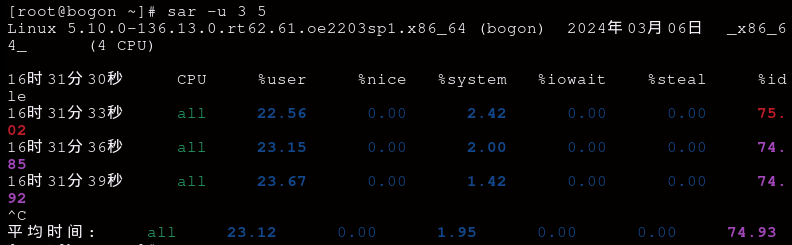 [root@bogon ~]# sar -u 3 5
Linux 5.10.0-136.13.0.rt62.61.oe2203sp1.x86_64 (bogon) 2024年03月06日 _x86_6
4_ (4 CPU)
16时31分30秒 CPU %user %nice %system %iowait %steal %id
le
16时31分33秒 all 22.56 0.00 2.42 0.00 0.00 75.
02
16时31分36秒 all 23.15 0.00 2.00 0.00 0.00 74.
85
16时31分39秒 all 23.67 0.00 1.42 0.00 0.00 74.
92
^C
平均时间: all 23.12 0.00 1.95 0.00 0.00 74.93